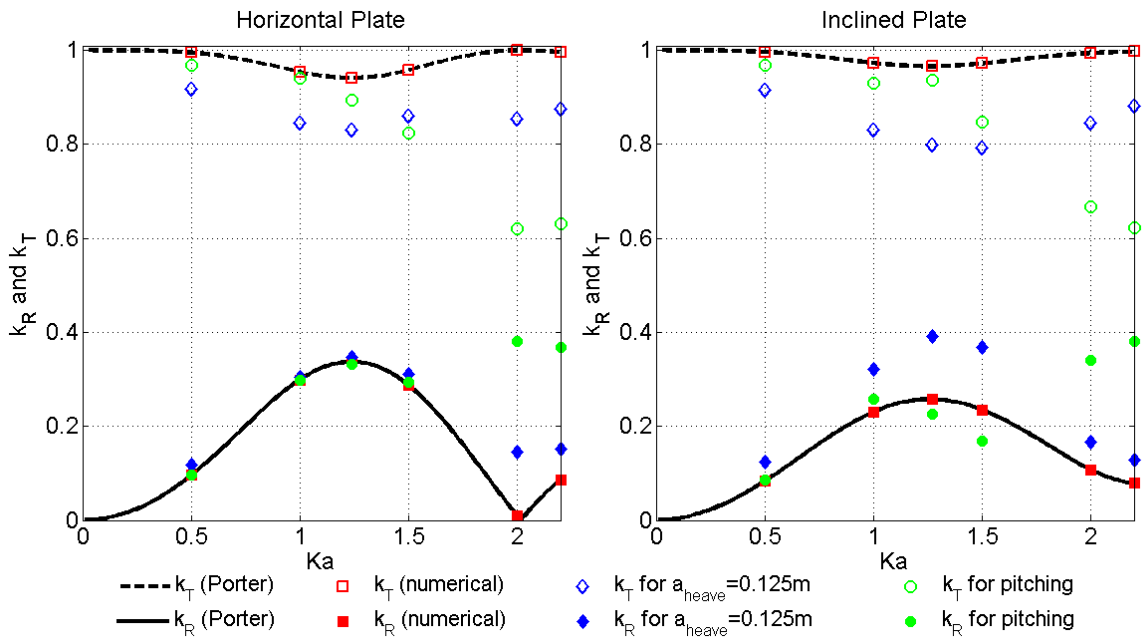 Horizontal Plate
Inclined Plate
1
0.8
0.6
0.4
0.2
0
k_R and k_T
0 0.5 1 1.5 2
Ka
1
0.8
0.6
0.4
0.2
0
k_R and k_T
0 0.5 1 1.5 2
Ka
k_T (Porter) k_T (numerical) k_T for a_heave=0.125m k_T for pitching
k_R (Porter) k_R (numerical) k_R for a_heave=0.125m k_R for pitching